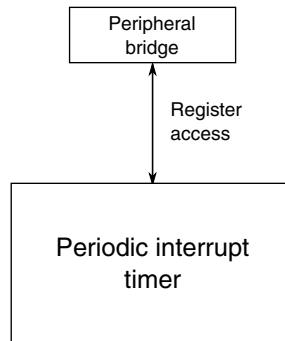 Peripheral
bridge
Register
access
Periodic interrupt
timer